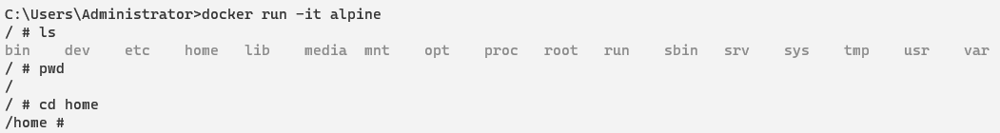 C:\Users\Administrator>docker run -it alpine
/ # ls
bin    dev    etc    home   lib    media  mnt    opt    proc   root   run    sbin   srv    sys    tmp    usr    var
/ # pwd
/
/ # cd home
/home #